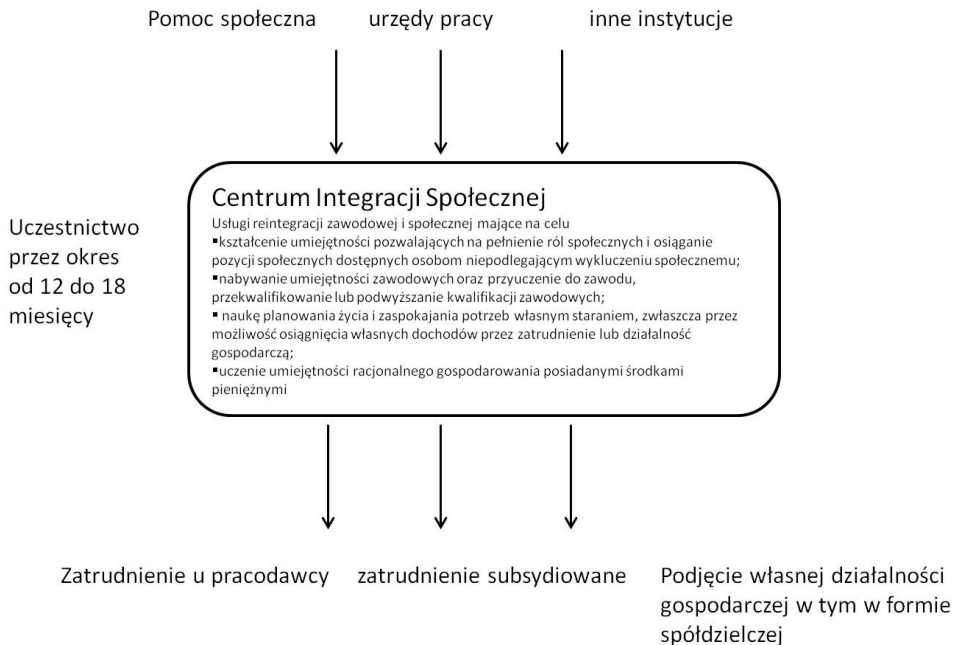 Pomoc społeczna urzędy pracy inne instytucje
Centrum Integracji Społecznej
Usługi reintegracji zawodowej i społecznej mające na celu
▪kształcenie umiejętności pozwalających na pełnienie ról społecznych i osiąganie
pozycji społecznych dostępnych osobom niepodlegającym wykluczeniu społecznemu;
▪nabywanie umiejętności zawodowych oraz przyuczenie do zawodu,
przekwalifikowanie lub podwyższanie kwalifikacji zawodowych;
▪ naukę planowania życia i zaspokajania potrzeb własnym staraniem, zwłaszcza przez
możliwość osiągnięcia własnych dochodów przez zatrudnienie lub działalność
gospodarczą;
▪uczenie umiejętności racjonalnego gospodarowania posiadanymi środkami
pieniężnymi
Uczestnictwo
przez okres
od 12 do 18
miesięcy
Zatrudnienie u pracodawcy zatrudnienie subsydiowane
Podjęcie własnej działalności
gospodarczej w tym w formie
spółdzielczej